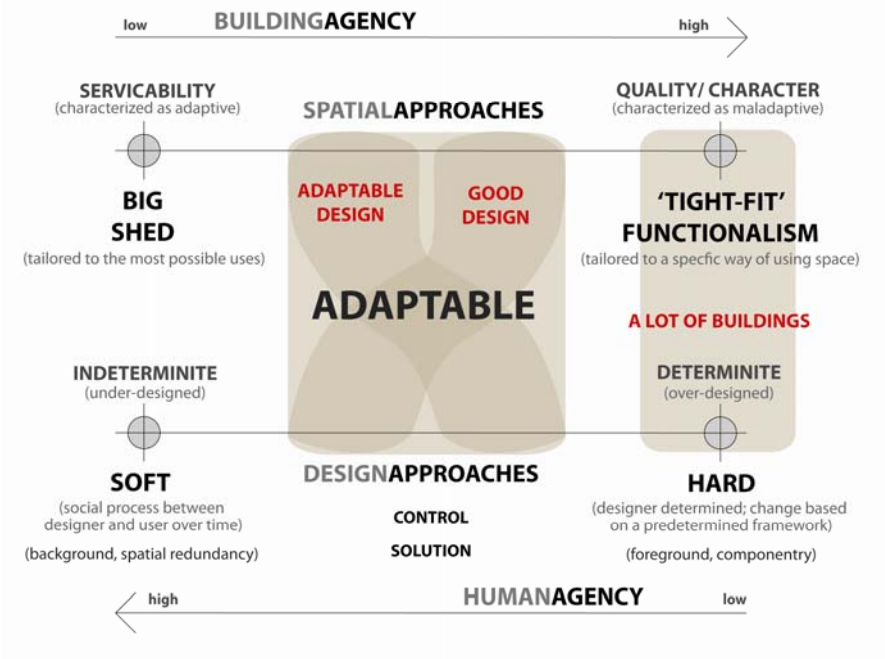 low BUILDINGAGENCY high
SERVICABILITY
(characterized as adaptive)
SPATIALAPPROACHES
QUALITY/ CHARACTER
(characterized as maladaptive)
ADAPTABLE
DESIGN
GOOD
DESIGN
BIG
SHED
(tailored to the most possible uses)
'TIGHT-FIT'
FUNCTIONALISM
(tailored to a specfic way of using space)
ADAPTABLE
A LOT OF BUILDINGS
INDETERMINITE
(under-designed)
DETERMINITE
(over-designed)
DESIGNAPPROACHES
SOFT
(social process between
designer and user over time)
(background, spatial redundancy)
CONTROL
SOLUTION
HARD
(designer determined; change based
on a predetermined framework)
(foreground, componentry)
high HUMANAGENCY low